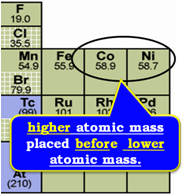 F
19.0
Cl
35.5
Mn Fe Co Ni
54.9 55.9 58.9 58.7
Br
79.9
Tc Ru Rh Pd
(99) 101
higher atomic mass
placed before lower
atomic mass.
At
(210)